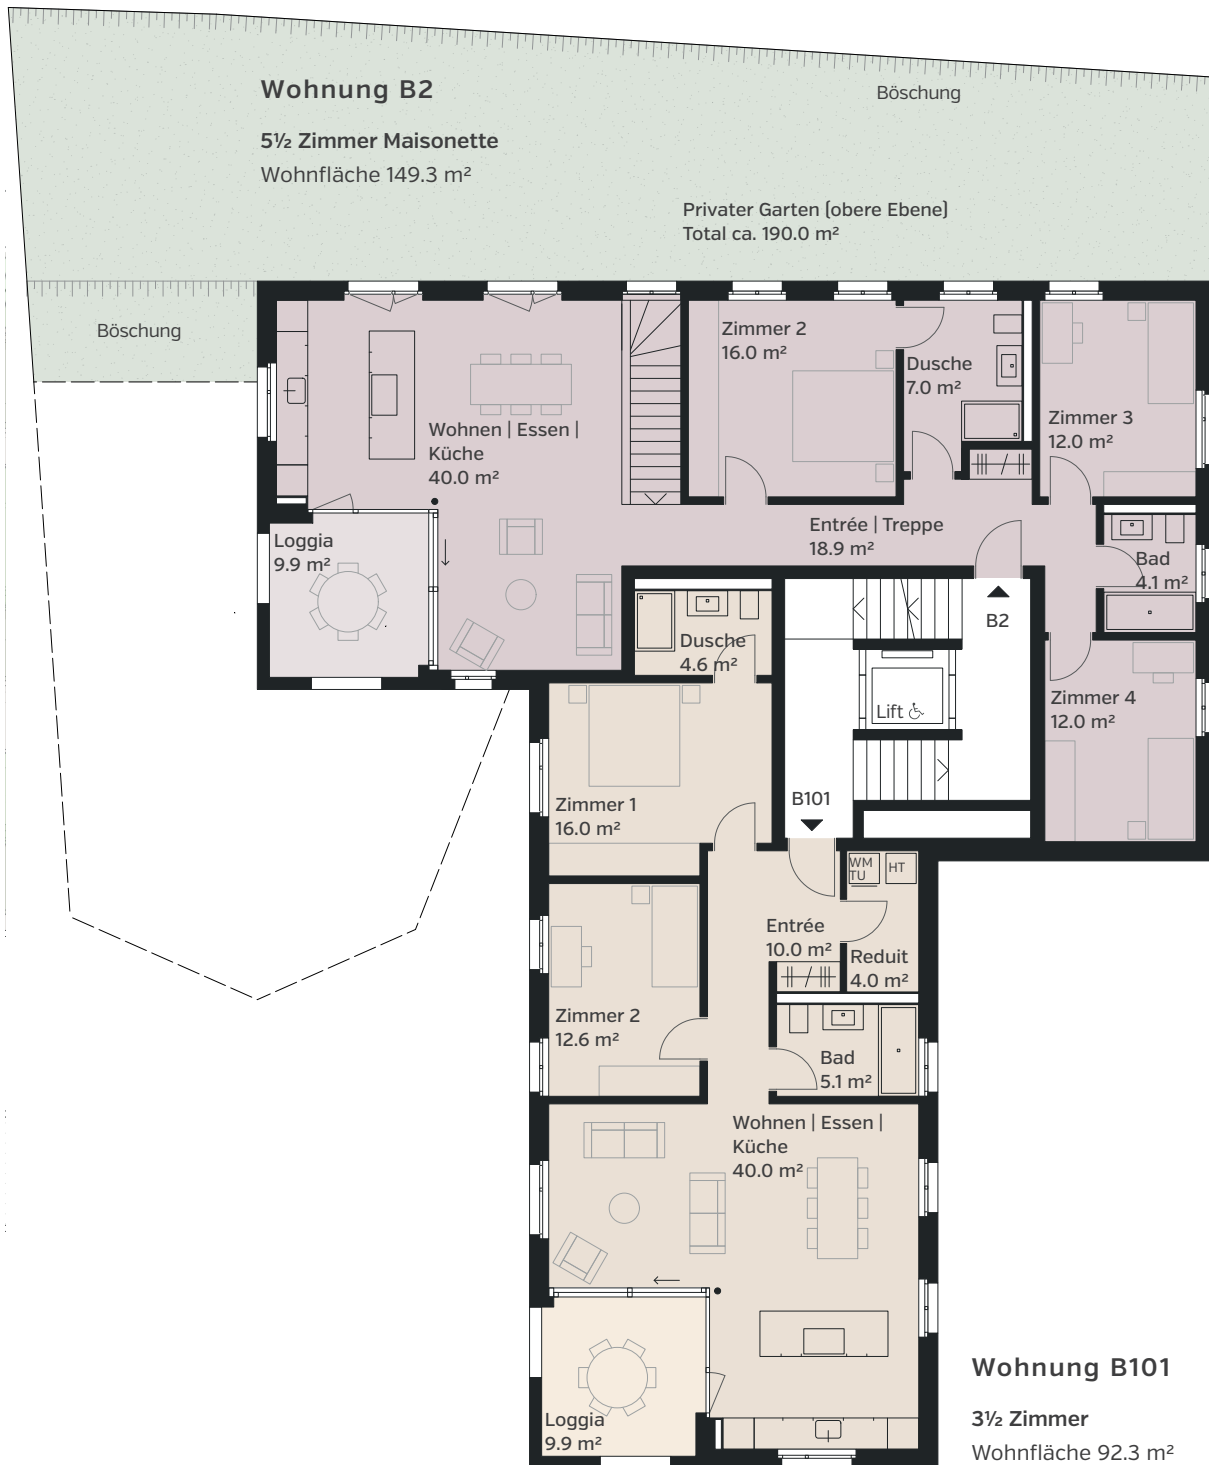 Wohnung B2
Böschung
5½ Zimmer Maisonette
Wohnfläche 149.3 m²
Privater Garten (obere Ebene)
Total ca. 190.0 m²
Böschung
Zimmer 2
16.0 m²
Dusche
7.0 m²
Zimmer 3
12.0 m²
Wohnen | Essen |
Küche
40.0 m²
Entrée | Treppe
18.9 m²
Loggia
9.9 m²
Bad
4.1 m²
B2
Dusche
4.6 m²
Zimmer 4
12.0 m²
Lift
B101
Zimmer 1
16.0 m²
WM
TU
HT
Entrée
10.0 m²
Reduit
4.0 m²
Zimmer 2
12.6 m²
Bad
5.1 m²
Wohnen | Essen |
Küche
40.0 m²
Loggia
9.9 m²
Wohnung B101
3½ Zimmer
Wohnfläche 92.3 m²